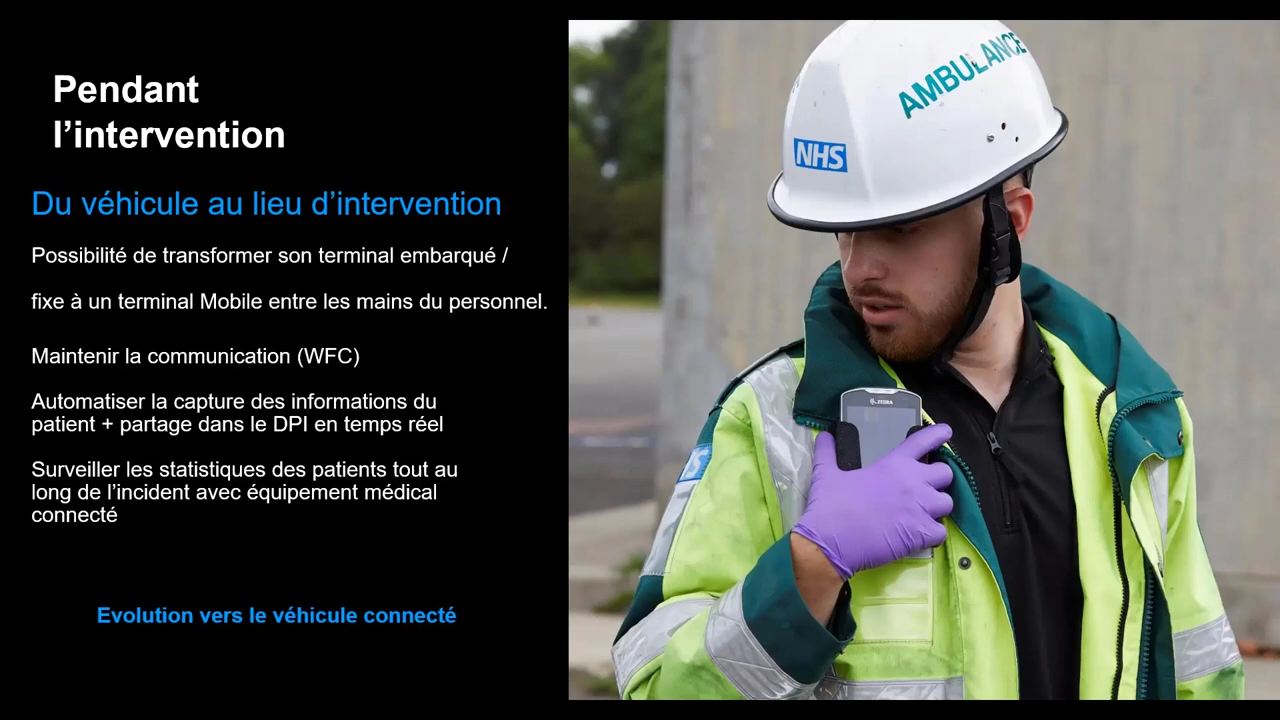 Pendant
l’intervention
Du véhicule au lieu d’intervention
Possibilité de transformer son terminal embarqué /
fixe à un terminal Mobile entre les mains du personnel.
Maintenir la communication (WFC)
Automatiser la capture des informations du
patient + partage dans le DPI en temps réel
Surveiller les statistiques des patients tout au
long de l’incident avec équipement médical
connecté
Evolution vers le véhicule connecté
AMBULANCE
NHS
ZEBRA